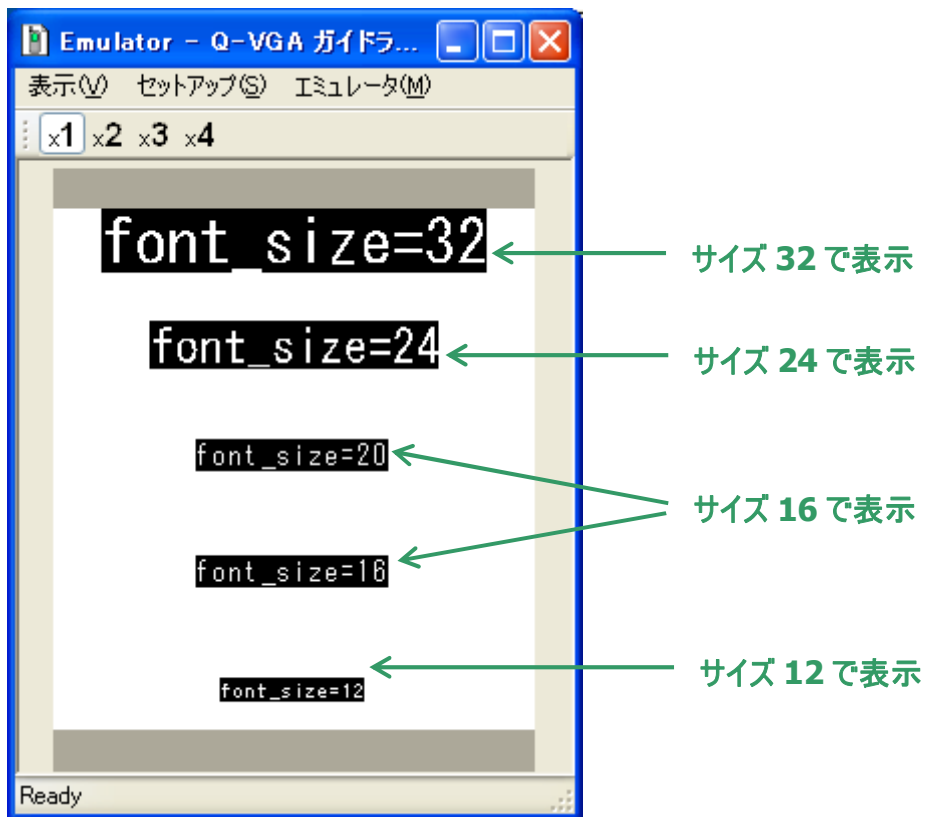 Emulator - Q-VGA ガイドラ...
表示(V) セットアップ(S) エミュレータ(M)
x1 x2 x3 x4
font_size=32
サイズ 32 で表示
font_size=24
サイズ 24 で表示
font_size=20
サイズ 16 で表示
font_size=16
font_size=12
サイズ 12 で表示
Ready